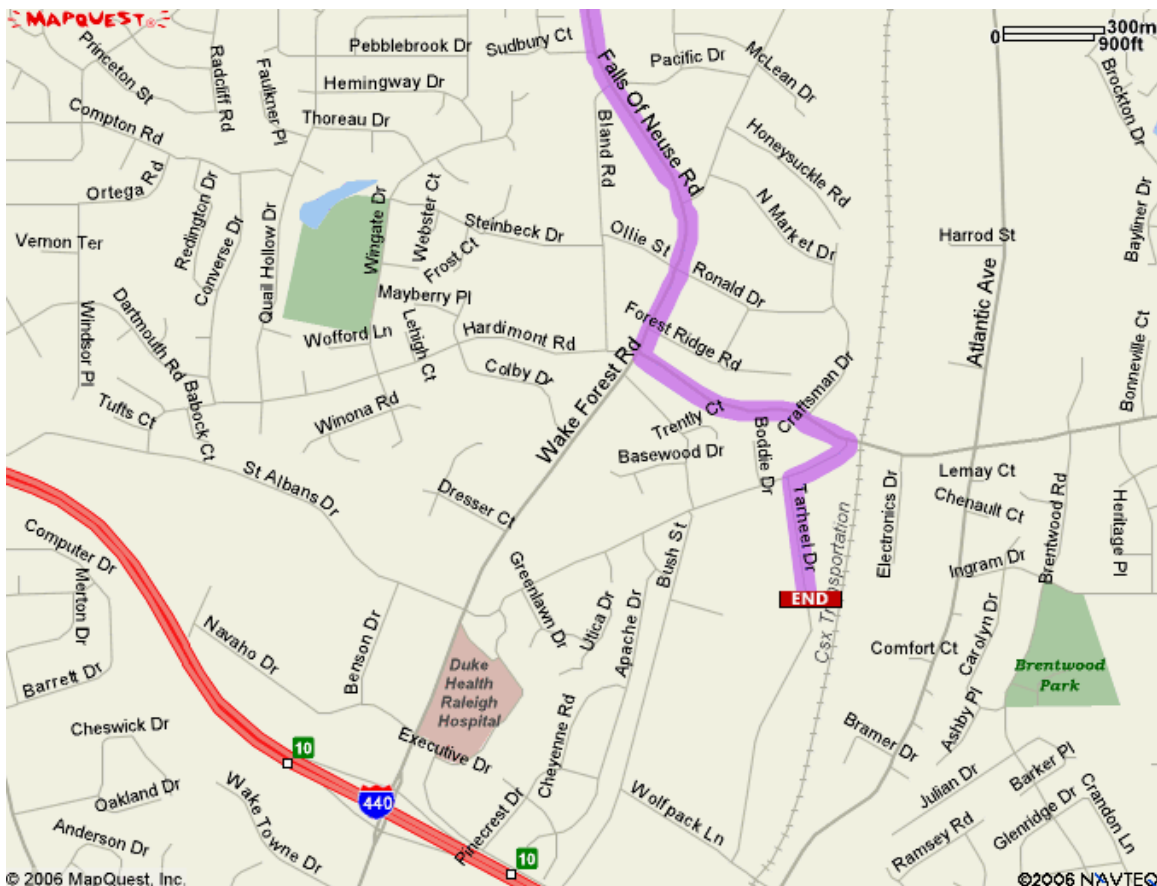 MAPQUEST
300m
0
900ft
Pebblebrook Dr
Sudbury Ct
Princeton St
Radcliff Rd
Faulkner Pl
Hemingway Dr
Falls Of Neuse Rd
Pacific Dr
McLean Dr
Brockton Dr
Compton Rd
Thoreau Dr
Bland Rd
Honeysuckle Rd
Ortega Rd
Redington Dr
Converse Dr
Quail Hollow Dr
Wingate Dr
Webster Ct
Steinbeck Dr
Frost Ct
Ollie St
N Market Dr
Ronald Dr
Harrod St
Bayliner Dr
Vernon Ter
Mayberry Pl
Atlantic Ave
Windsor Pl
Dartmouth Rd
Wofford Ln
Lehigh Ct
Hardimont Rd
Forest Ridge Rd
Colby Dr
Wake Forest Rd
Craftsman Dr
Bonneville Ct
Tufts Ct
Babock Ct
Winona Rd
Trently Ct
Boddie Dr
Basewood Dr
St Albans Dr
Dresser Ct
Tarheel Dr
Lemay Ct
Chenault Ct
Electronics Dr
Brentwood Rd
Heritage Pl
Computer Dr
Merton Dr
Greenlawn Dr
Bush St
Ingram Dr
END
Csx Transportation
Navaho Dr
Benson Dr
Utica Dr
Apache Dr
Carolyn Dr
Barrett Dr
Duke
Health
Raleigh
Hospital
Comfort Ct
Brentwood
Park
Cheswick Dr
Executive Dr
Cheyenne Rd
Bramer Dr
Ashby Pl
10
Oakland Dr
440
Wake Towne Dr
Pinecrest Dr
Wolfpack Ln
Julian Dr
Barker Pl
Crandon Ln
Anderson Dr
10
Ramsey Rd
Glenridge Dr
© 2006 MapQuest, Inc.
©2006 NAVTEQ